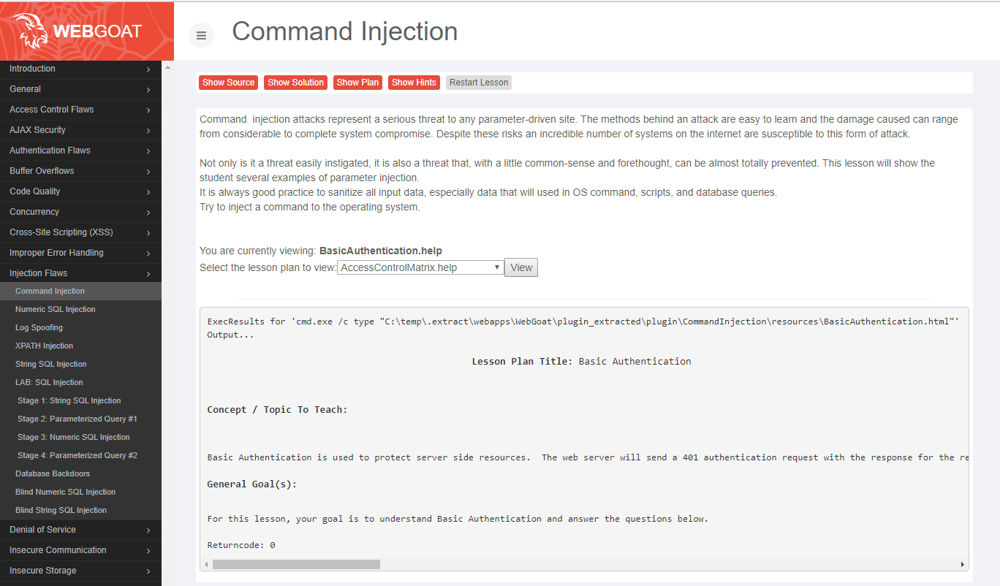 WEBGOAT
Command Injection
Introduction
General
Access Control Flaws
AJAX Security
Authentication Flaws
Buffer Overflows
Code Quality
Concurrency
Cross-Site Scripting (XSS)
Improper Error Handling
Injection Flaws
Command Injection
Numeric SQL Injection
Log Spoofing
XPATH Injection
String SQL Injection
LAB: SQL Injection
Stage 1: String SQL Injection
Stage 2: Parameterized Query #1
Stage 3: Numeric SQL Injection
Stage 4: Parameterized Query #2
Database Backdoors
Blind Numeric SQL Injection
Blind String SQL Injection
Denial of Service
Insecure Communication
Insecure Storage
Show Source Show Solution Show Plan Show Hints Restart Lesson
Command  injection attacks represent a serious threat to any parameter-driven site. The methods behind an attack are easy to learn and the damage caused can range
from considerable to complete system compromise. Despite these risks an incredible number of systems on the internet are susceptible to this form of attack.
Not only is it a threat easily instigated, it is also a threat that, with a little common-sense and forethought, can be almost totally prevented. This lesson will show the
student several examples of parameter injection.
It is always good practice to sanitize all input data, especially data that will used in OS command, scripts, and database queries.
Try to inject a command to the operating system.
You are currently viewing: BasicAuthentication.help
Select the lesson plan to view: AccessControlMatrix.help View
ExecResults for 'cmd.exe /c type "C:\temp\.extract\webapps\WebGoat\plugin_extracted\plugin\CommandInjection\resources\BasicAuthentication.html"'
Output...
Lesson Plan Title: Basic Authentication
Concept / Topic To Teach:
Basic Authentication is used to protect server side resources.  The web server will send a 401 authentication request with the response for the re
General Goal(s):
For this lesson, your goal is to understand Basic Authentication and answer the questions below.
Returncode: 0